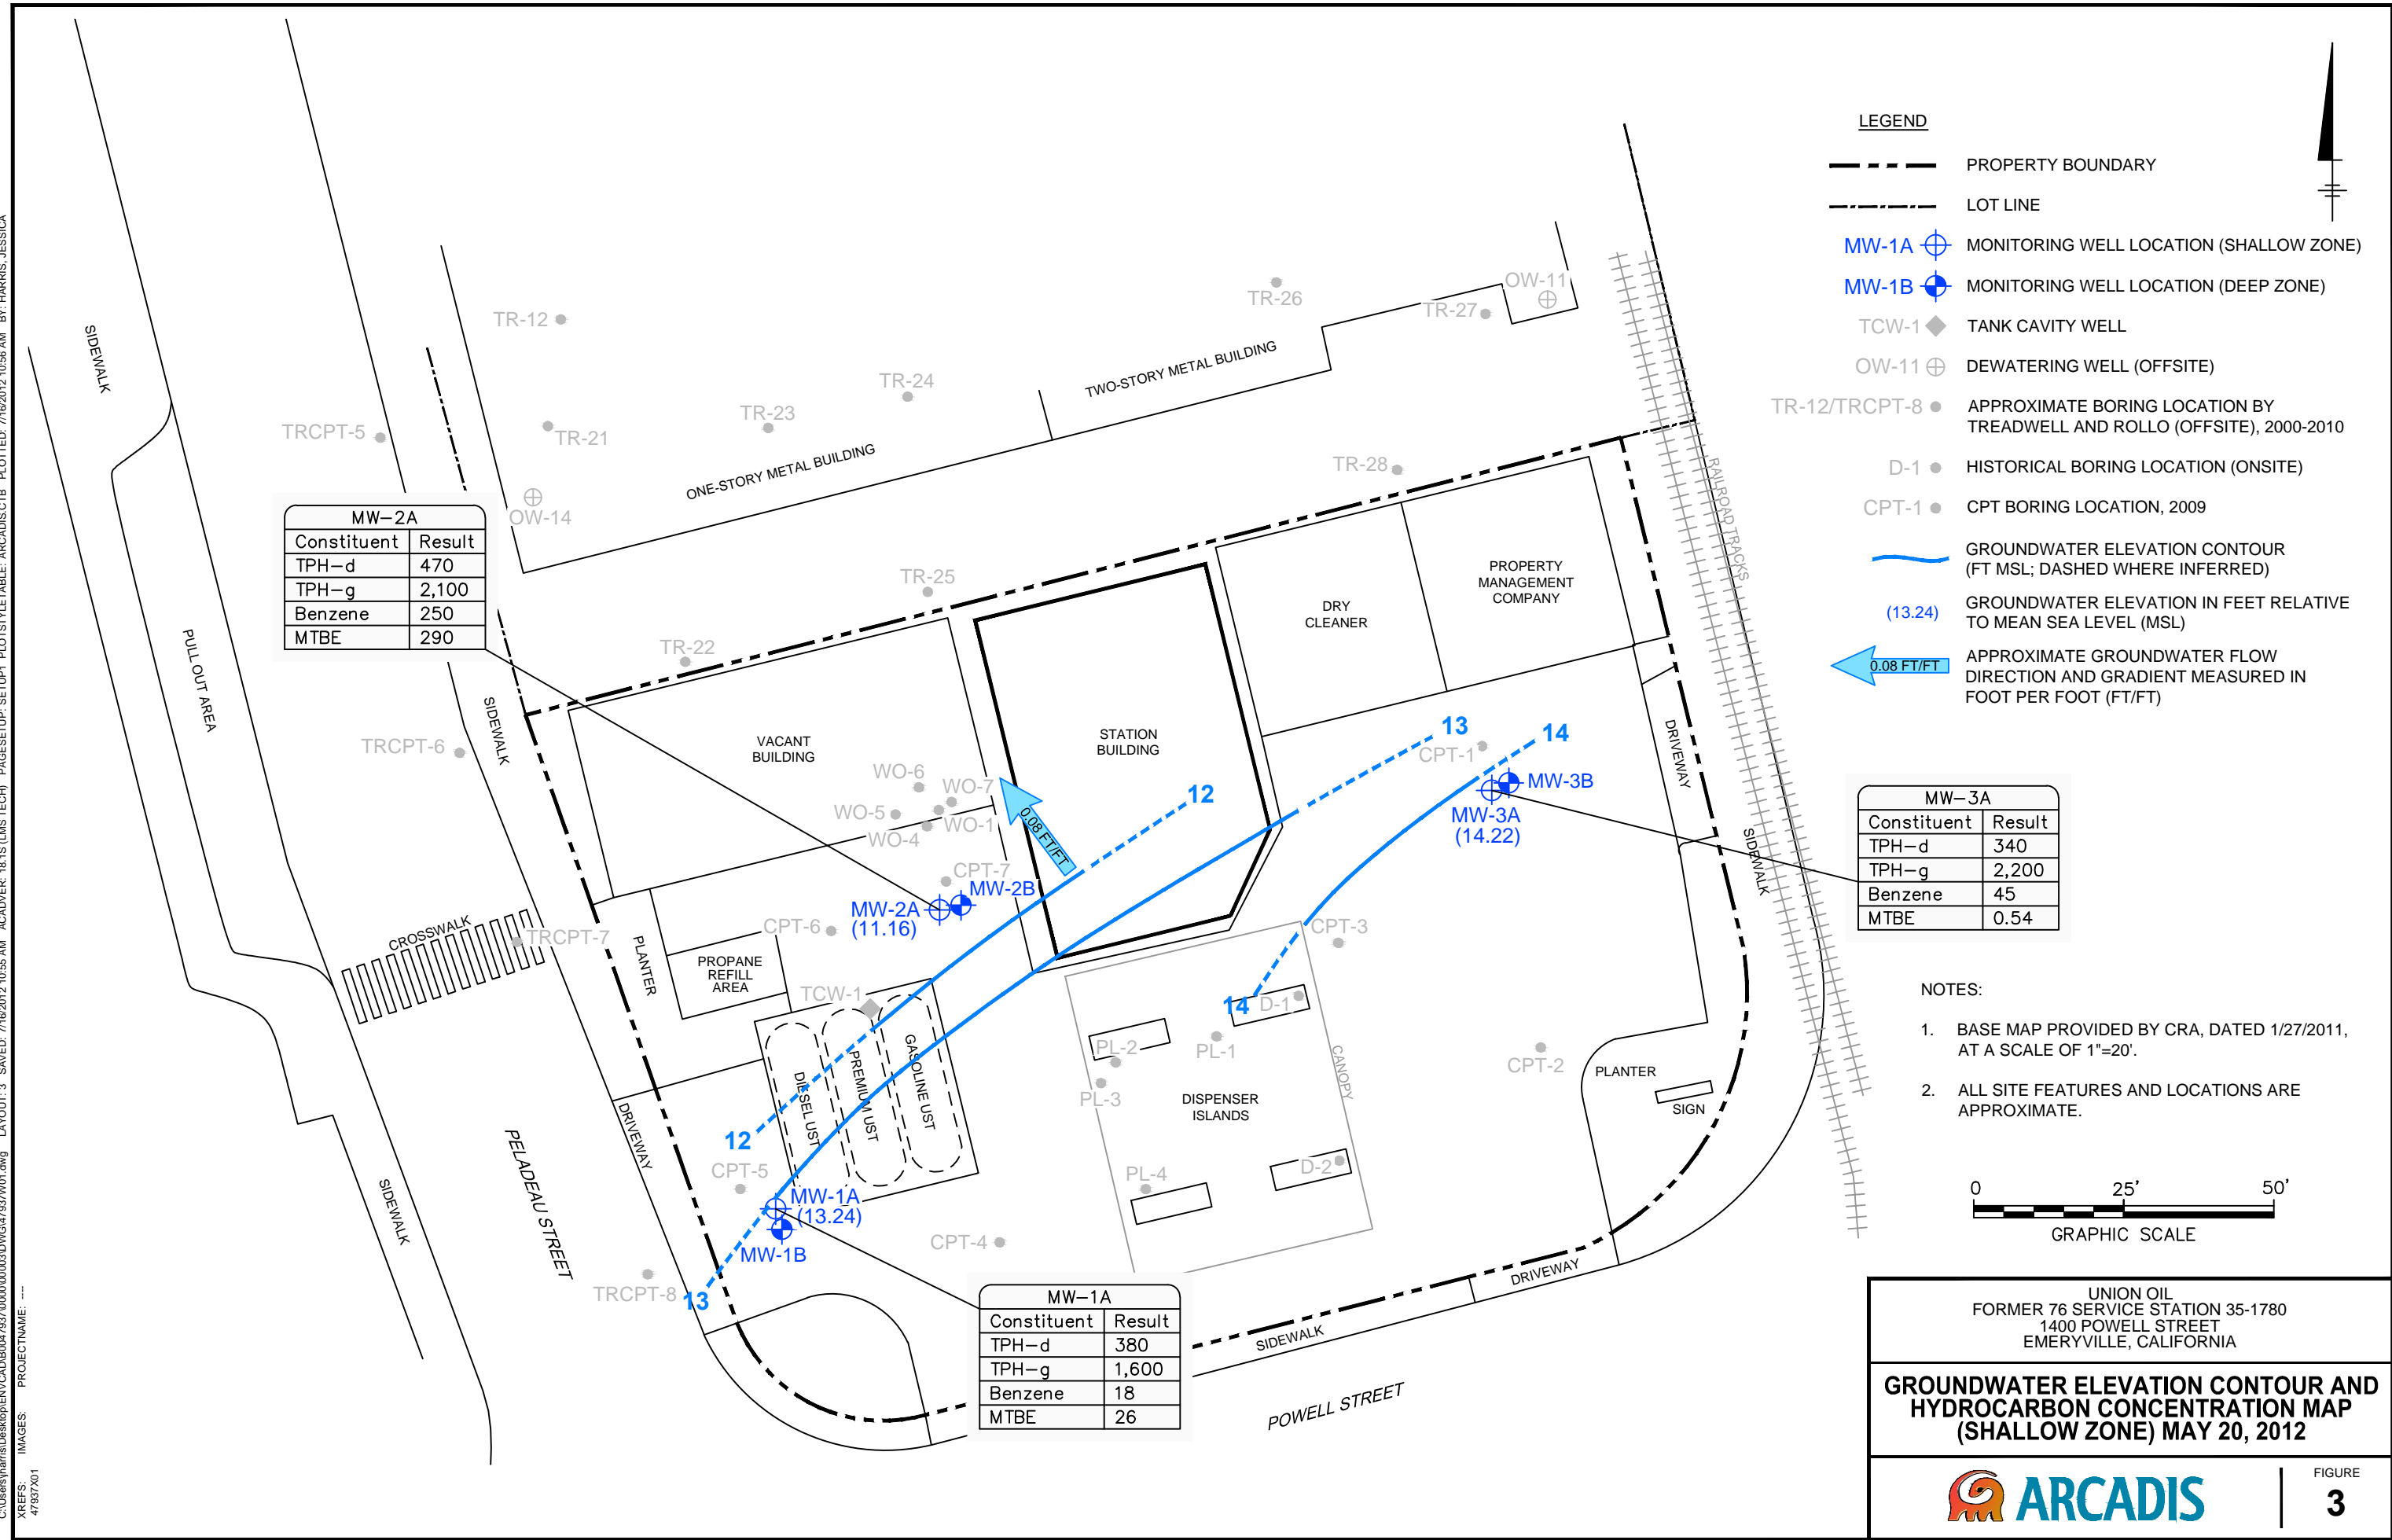 LEGEND
PROPERTY BOUNDARY
LOT LINE
MW-1A MONITORING WELL LOCATION (SHALLOW ZONE)
MW-1B MONITORING WELL LOCATION (DEEP ZONE)
TCW-1 TANK CAVITY WELL
OW-11 DEWATERING WELL (OFFSITE)
TR-12/TRCPT-8 APPROXIMATE BORING LOCATION BY
TREADWELL AND ROLLO (OFFSITE), 2000-2010
D-1 HISTORICAL BORING LOCATION (ONSITE)
CPT-1 CPT BORING LOCATION, 2009
GROUNDWATER ELEVATION CONTOUR
(FT MSL; DASHED WHERE INFERRED)
(13.24) GROUNDWATER ELEVATION IN FEET RELATIVE
TO MEAN SEA LEVEL (MSL)
0.08 FT/FT APPROXIMATE GROUNDWATER FLOW
DIRECTION AND GRADIENT MEASURED IN
FOOT PER FOOT (FT/FT)
SIDEWALK
PULL OUT AREA
TR-12
TRCPT-5
TR-21
TR-23
TR-24
TR-26
TR-27
OW-11
OW-14
ONE-STORY METAL BUILDING
TWO-STORY METAL BUILDING
TR-28
TR-25
TR-22
RAILROAD TRACKS
MW-2A
Constituent Result
TPH-d 470
TPH-g 2,100
Benzene 250
MTBE 290
SIDEWALK
TRCPT-6
VACANT
BUILDING
STATION
BUILDING
DRY
CLEANER
PROPERTY
MANAGEMENT
COMPANY
WO-6
WO-7
WO-5
WO-1
WO-4
0.08 FT/FT
12
13
14
CPT-1
MW-3B
MW-3A
(14.22)
DRIVEWAY
SIDEWALK
MW-3A
Constituent Result
TPH-d 340
TPH-g 2,200
Benzene 45
MTBE 0.54
CPT-7
MW-2B
MW-2A
(11.16)
CPT-6
CROSSWALK
TRCPT-7
PLANTER
PROPANE
REFILL
AREA
TCW-1
DIESEL UST
PREMIUM UST
GASOLINE UST
CPT-3
14
D-1
PL-2
PL-1
PL-3
CANOPY
DISPENSER
ISLANDS
CPT-2
PLANTER
SIGN
PL-4
D-2
12
CPT-5
MW-1A
(13.24)
MW-1B
CPT-4
DRIVEWAY
PELADEAU STREET
SIDEWALK
TRCPT-8
13
MW-1A
Constituent Result
TPH-d 380
TPH-g 1,600
Benzene 18
MTBE 26
SIDEWALK
DRIVEWAY
POWELL STREET
NOTES:
1. BASE MAP PROVIDED BY CRA, DATED 1/27/2011,
AT A SCALE OF 1"=20'.
2. ALL SITE FEATURES AND LOCATIONS ARE
APPROXIMATE.
0 25' 50'
GRAPHIC SCALE
UNION OIL
FORMER 76 SERVICE STATION 35-1780
1400 POWELL STREET
EMERYVILLE, CALIFORNIA
GROUNDWATER ELEVATION CONTOUR AND
HYDROCARBON CONCENTRATION MAP
(SHALLOW ZONE) MAY 20, 2012
ARCADIS
FIGURE
3
XREFS: IMAGES: PROJECTNAME: ----
47937X01